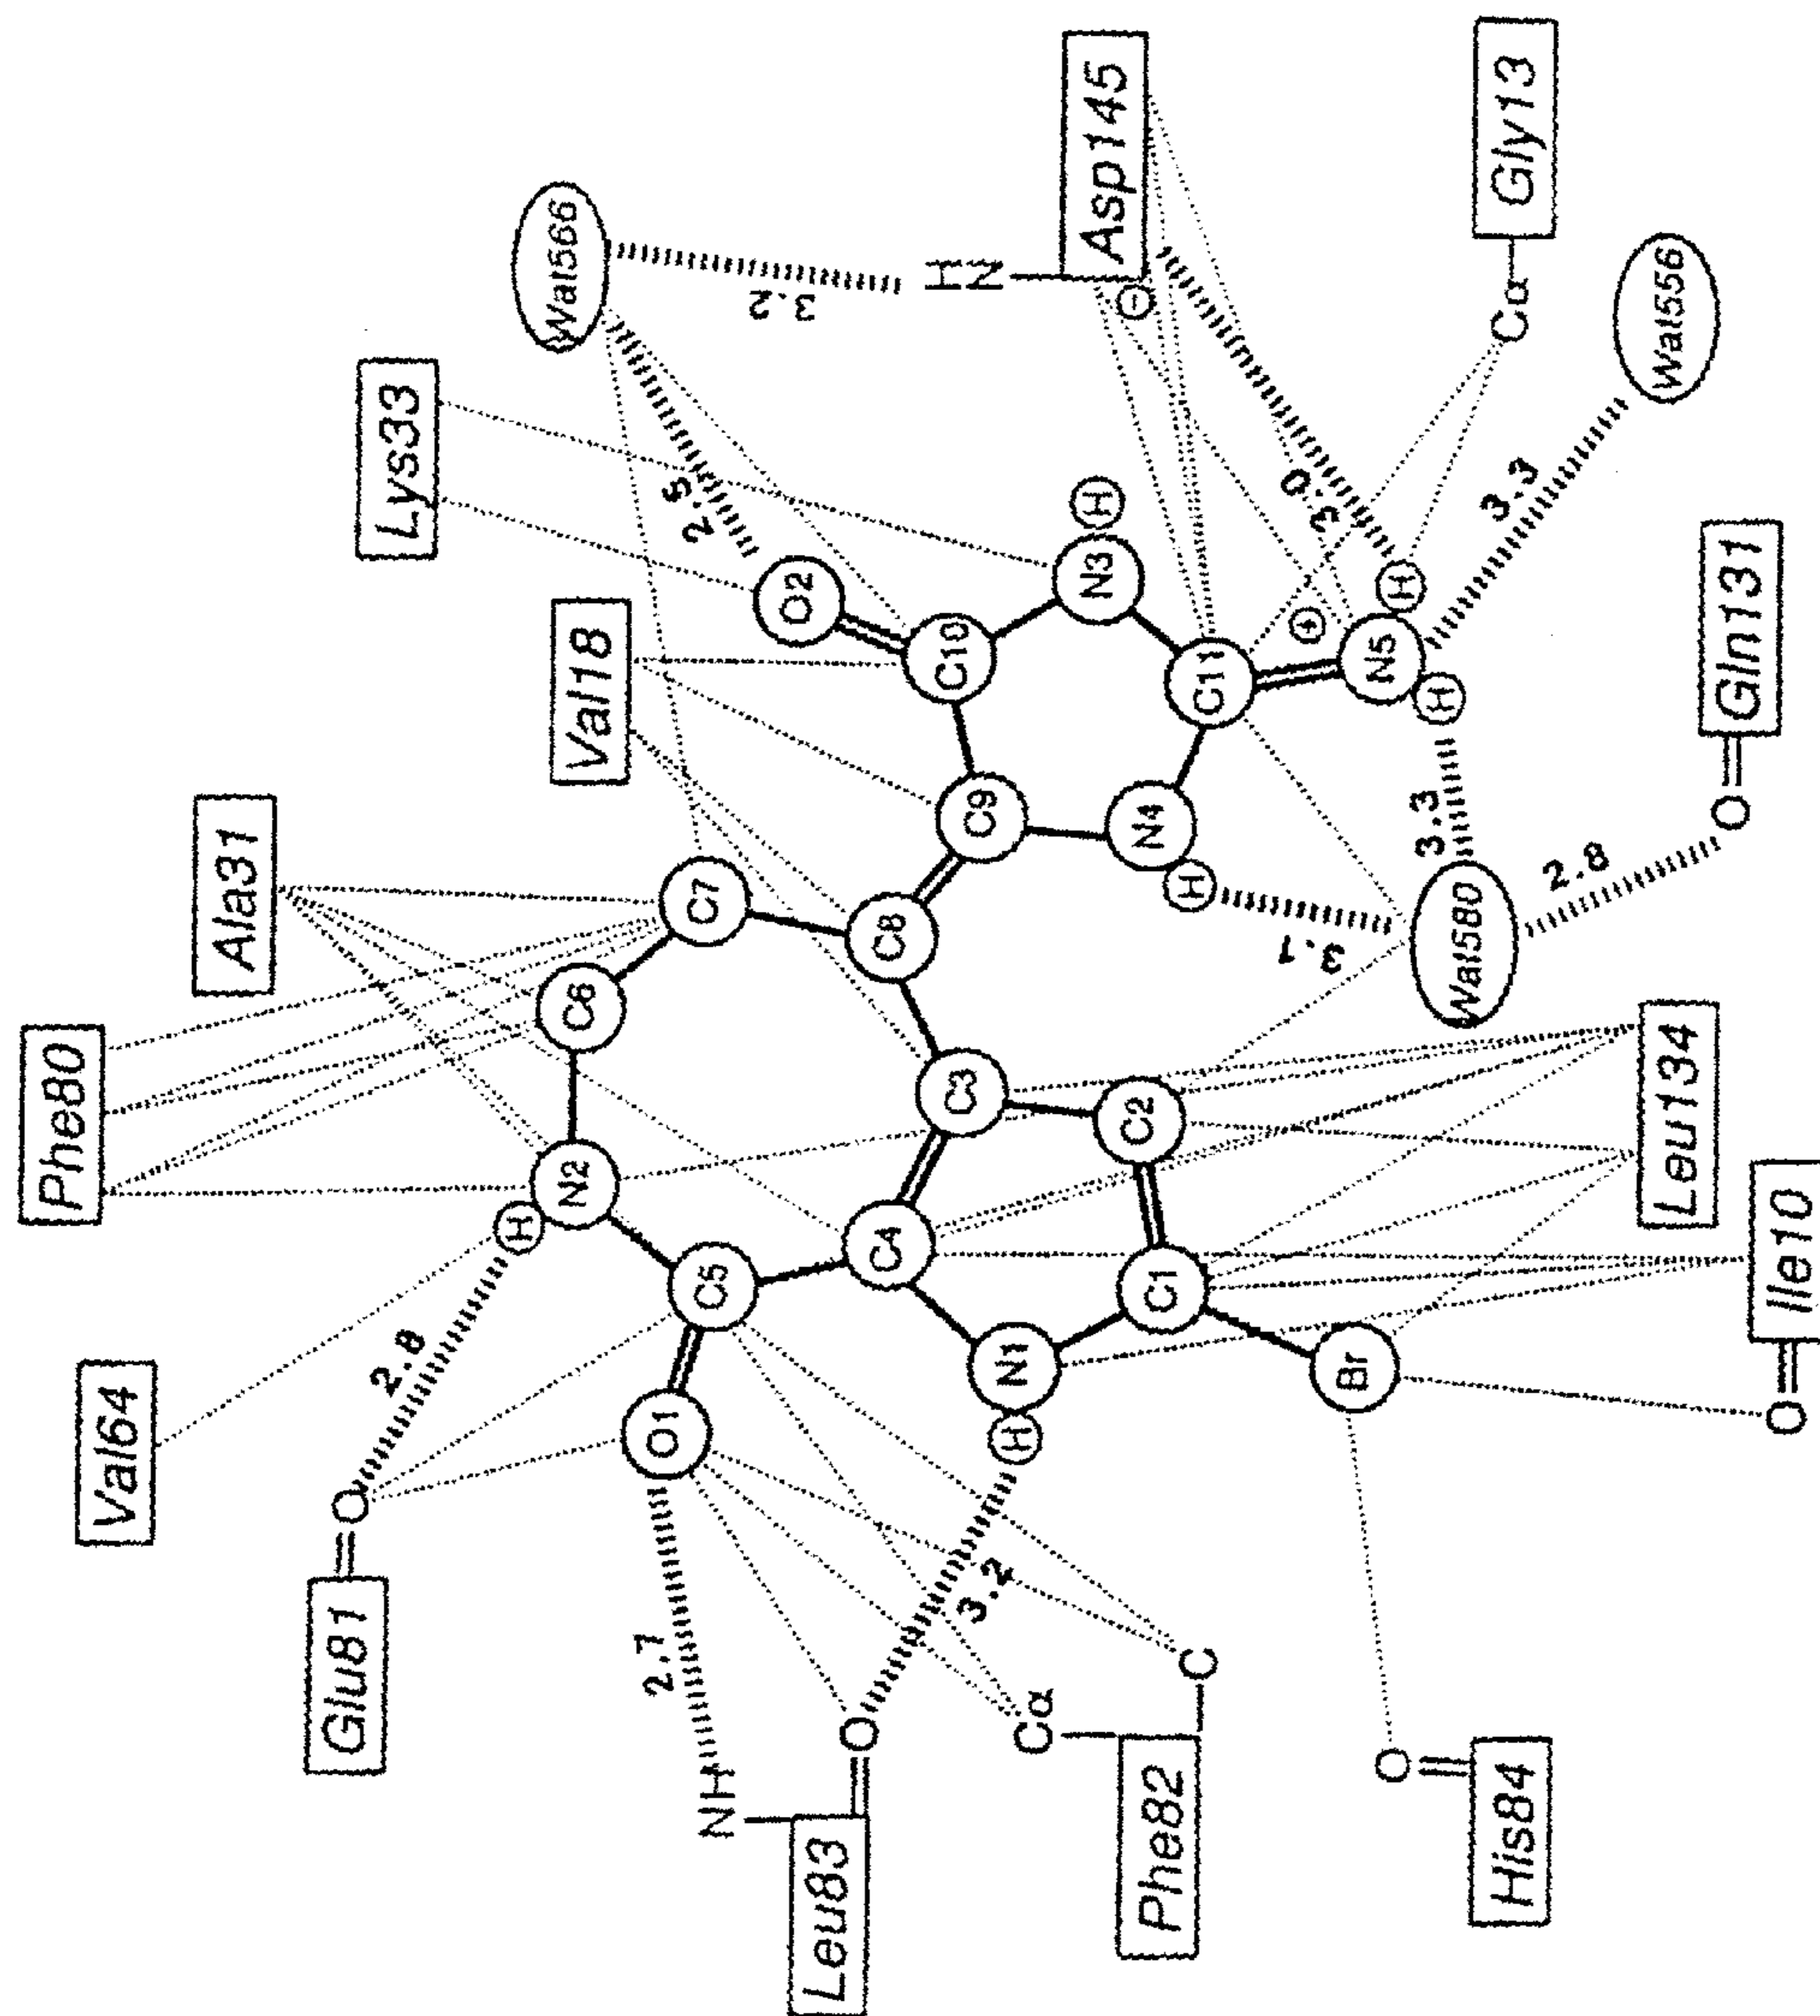 Leu83
NH
O
2.7
Glu81
O
Val64
2.8
Phe80
Ala31
Val18
Lys33
Wat566
3.2
HN
2.5
Asp145
−
Gly13
Cα
Wat556
3.3
3.0
Gln131
O
2.8
Wat580
3.3
3.1
Leu134
Ile10
O
His84
O
Phe82
Cα
C
3.2
O1
C5
N2
H
C6
C7
C8
C9
C10
O2
N3
H
C11
+
N5
H
H
N4
H
C3
C4
C2
C1
N1
H
Br